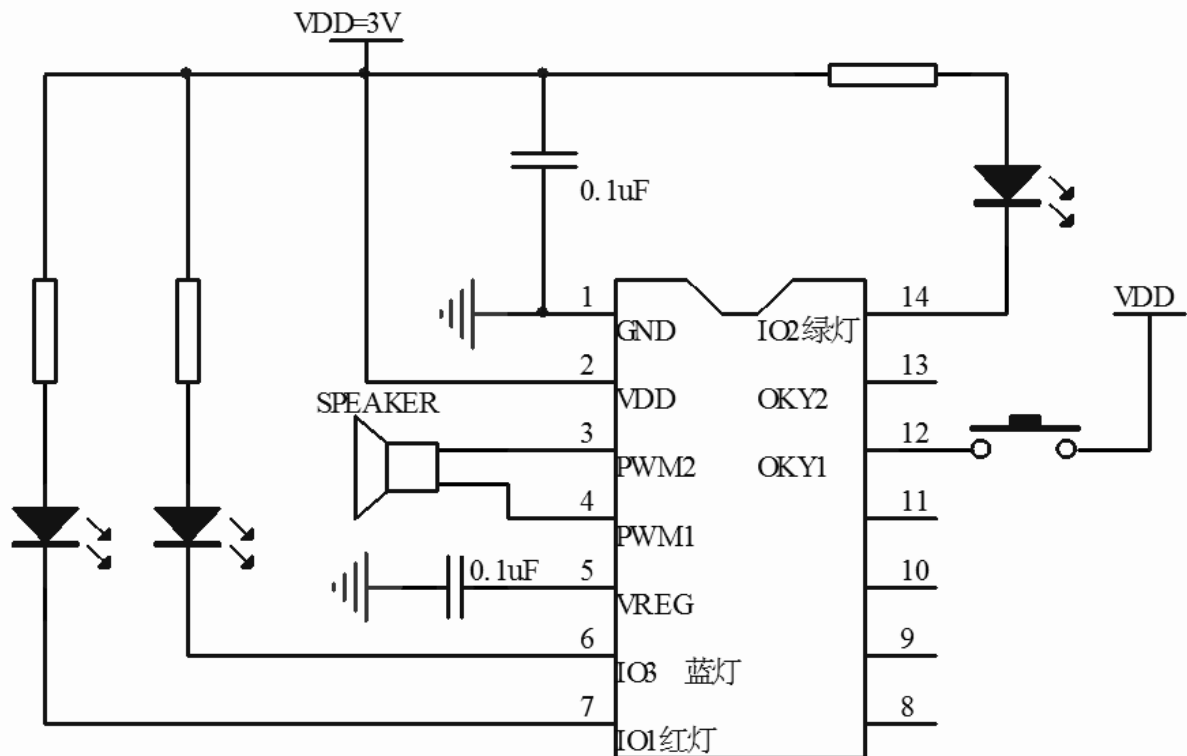 VDD=3V
0.1uF
1
14
VDD
GND
IO2绿灯
2
13
SPEAKER
VDD
OKY2
3
12
PWM2
OKY1
4
11
PWM1
0.1uF
5
10
VREG
6
9
IO3 蓝灯
7
8
IO1红灯